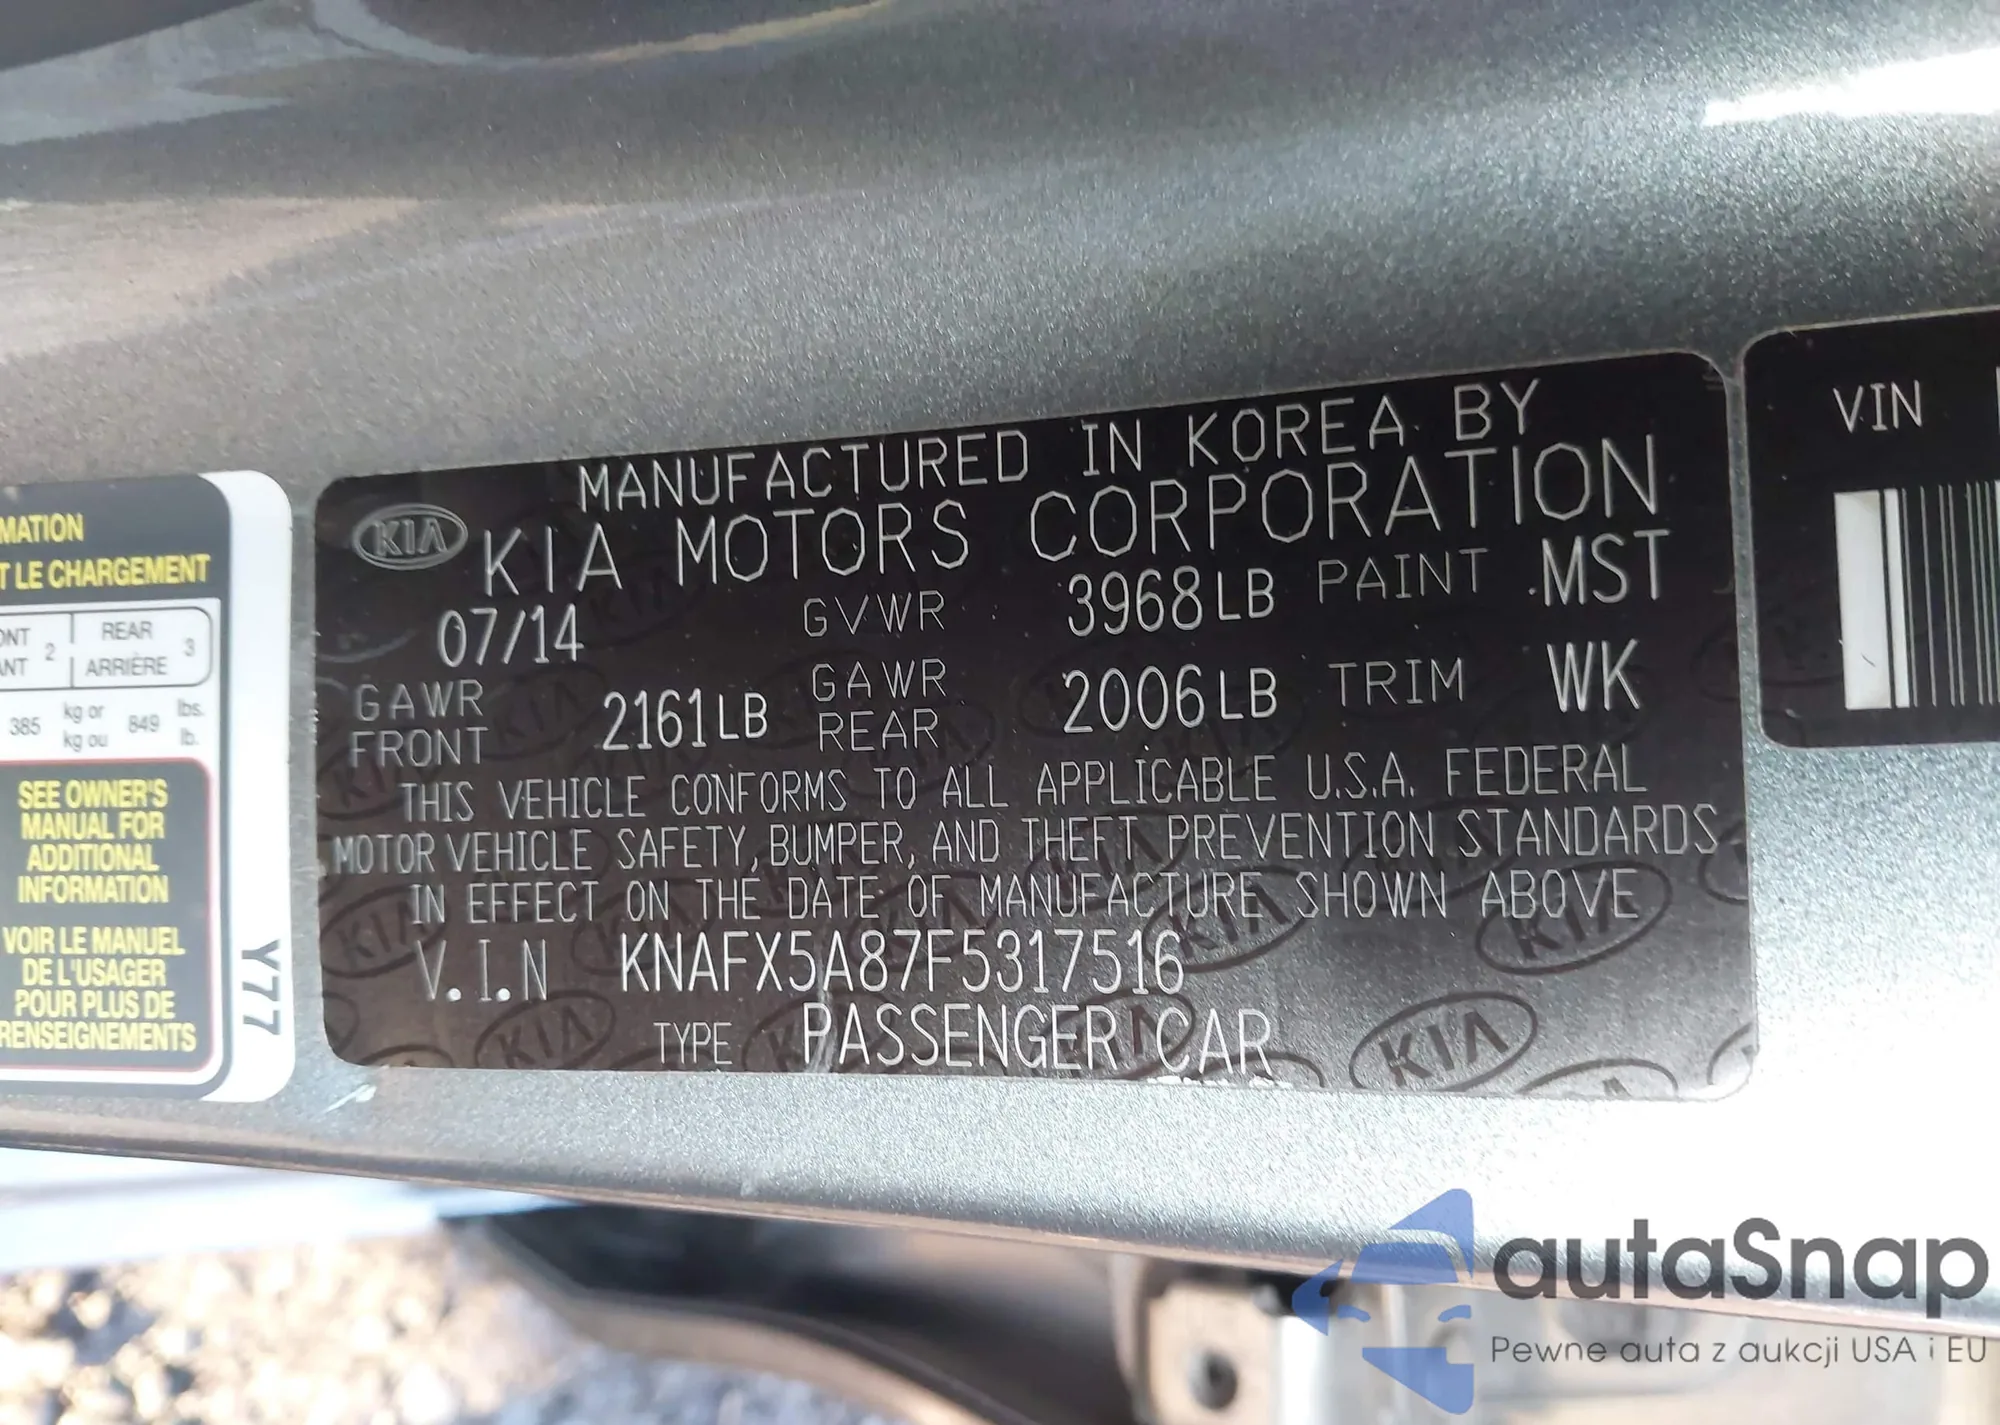 MATION
T LE CHARGEMENT
REAR 3
2
ARRIÈRE
385 kg or 849 lbs.
kg ou lb.
SEE OWNER'S
MANUAL FOR
ADDITIONAL
INFORMATION
VOIR LE MANUEL
DE L'USAGER
POUR PLUS DE
RENSEIGNEMENTS
Y77
MANUFACTURED IN KOREA BY
KIA KIA MOTORS CORPORATION
07/14 GVWR 3968LB PAINT MST
GAWR FRONT 2161LB GAWR REAR 2006LB TRIM WK
THIS VEHICLE CONFORMS TO ALL APPLICABLE U.S.A. FEDERAL
MOTOR VEHICLE SAFETY, BUMPER, AND THEFT PREVENTION STANDARDS
IN EFFECT ON THE DATE OF MANUFACTURE SHOWN ABOVE
V.I.N KNAFX5A87F5317516
TYPE PASSENGER CAR
VIN
autaSnap
Pewne auta z aukcji USA i EU